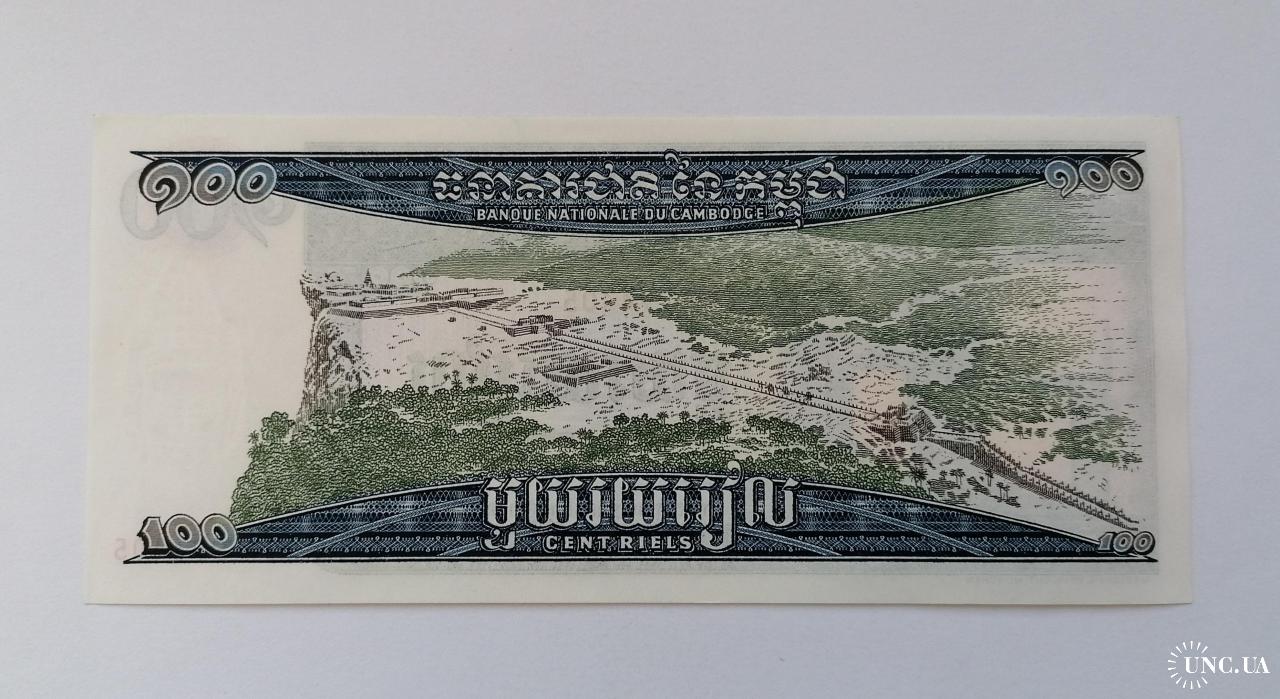 ១០០ ធនាគារជាតិ នៃ កម្ពុជា ១០០
BANQUE NATIONALE DU CAMBODGE
មួយរយរៀល
100 CENT RIELS 100
UNC.UA